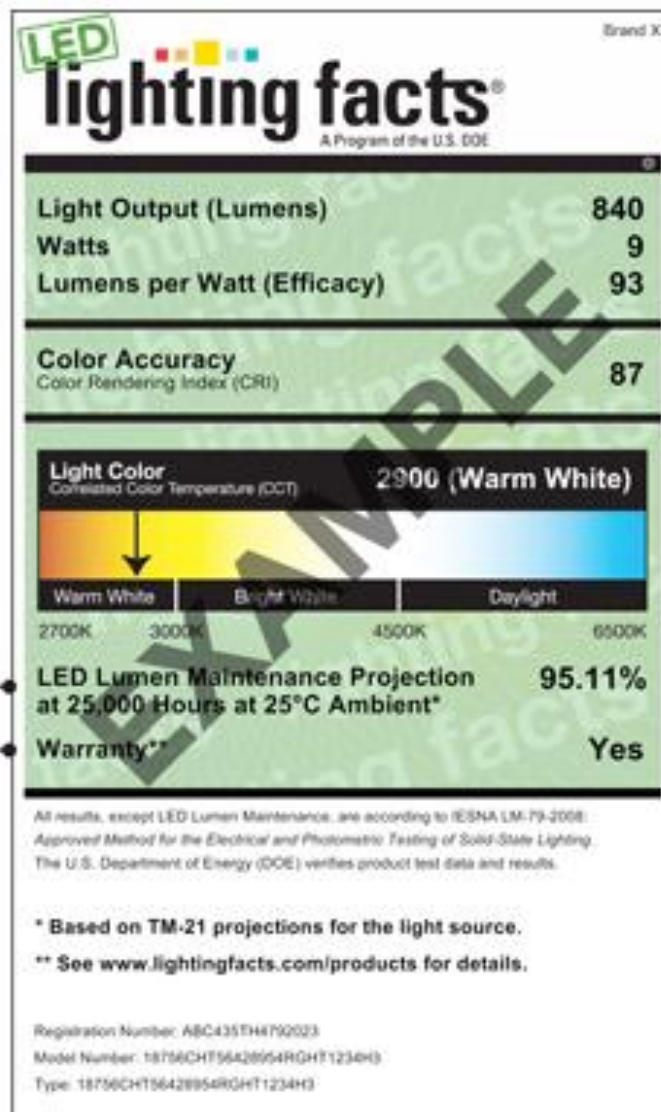 Brand X
LED
lighting facts®
A Program of the U.S. DOE
Light Output (Lumens) 840
Watts 9
Lumens per Watt (Efficacy) 93
Color Accuracy
Color Rendering Index (CRI) 87
Light Color
Correlated Color Temperature (CCT) 2900 (Warm White)
Warm White Bright White Daylight
2700K 3000K 4500K 6500K
LED Lumen Maintenance Projection
at 25,000 Hours at 25°C Ambient* 95.11%
Warranty** Yes
EXAMPLE
All results, except LED Lumen Maintenance, are according to IESNA LM-79-2008:
Approved Method for the Electrical and Photometric Testing of Solid-State Lighting.
The U.S. Department of Energy (DOE) verifies product test data and results.
* Based on TM-21 projections for the light source.
** See www.lightingfacts.com/products for details.
Registration Number: ABC435TH4792023
Model Number: 18756CHT56428954RGHT1234H3
Type: 18756CHT56428954RGHT1234H3